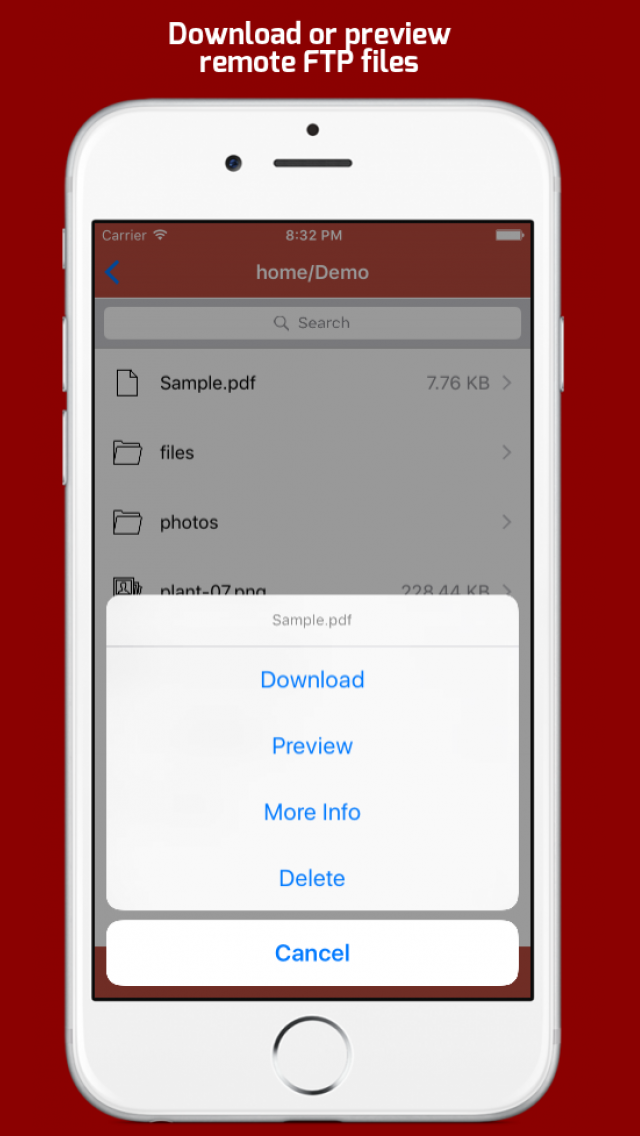 Download or preview
remote FTP files
Carrier 8:32 PM
home/Demo
Search
Sample.pdf 7.76 KB
files
photos
plant-07.png 228.44 KB
Sample.pdf
Download
Preview
More Info
Delete
Cancel